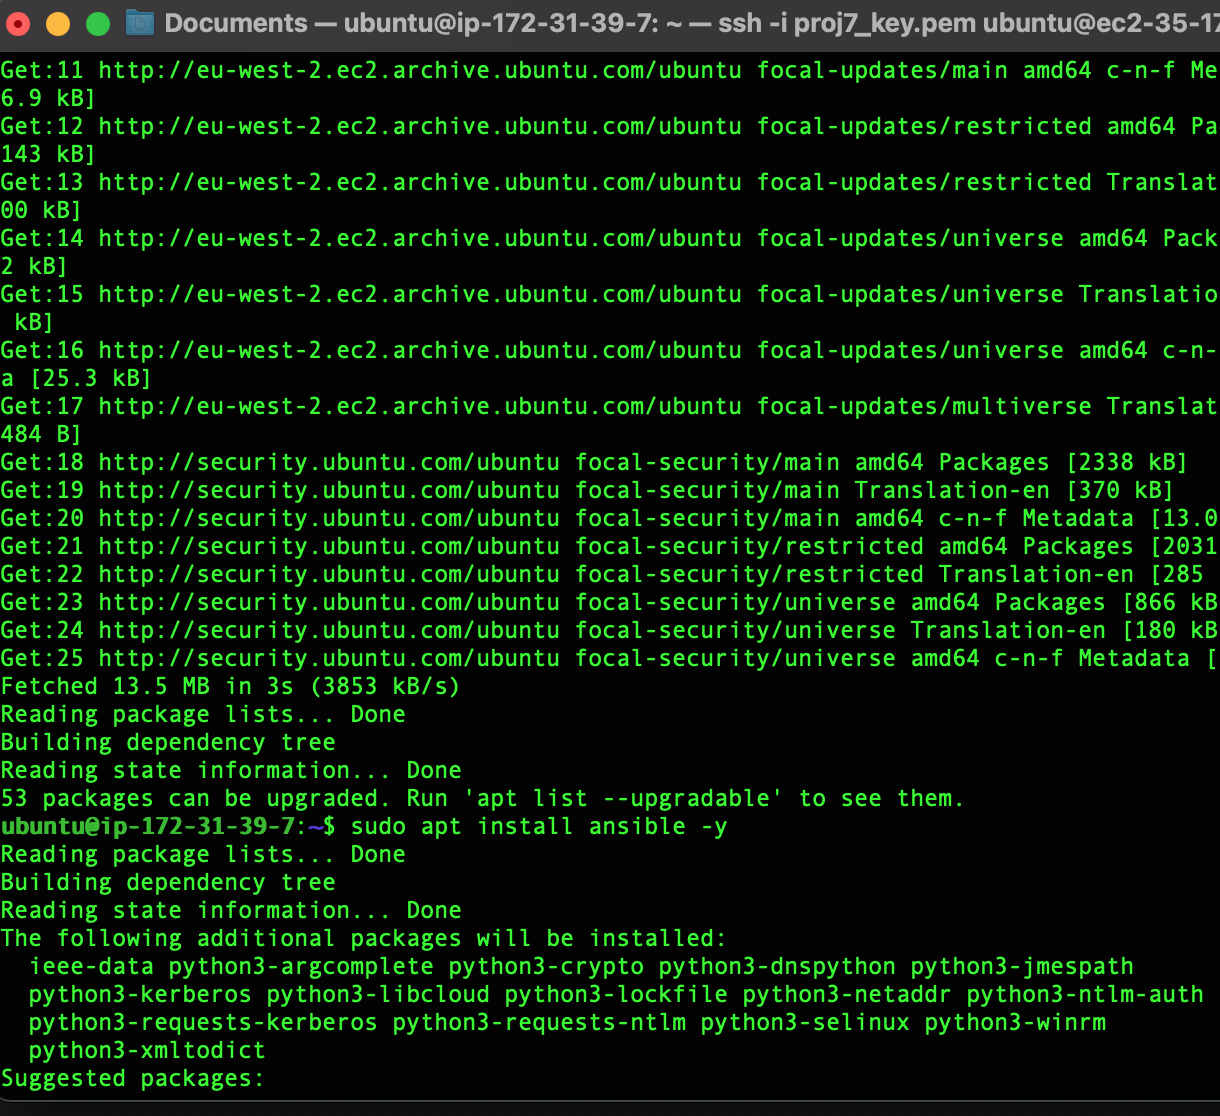 Documents — ubuntu@ip-172-31-39-7: ~ — ssh -i proj7_key.pem ubuntu@ec2-35-17
Get:11 http://eu-west-2.ec2.archive.ubuntu.com/ubuntu focal-updates/main amd64 c-n-f Me
6.9 kB]
Get:12 http://eu-west-2.ec2.archive.ubuntu.com/ubuntu focal-updates/restricted amd64 Pa
143 kB]
Get:13 http://eu-west-2.ec2.archive.ubuntu.com/ubuntu focal-updates/restricted Translat
00 kB]
Get:14 http://eu-west-2.ec2.archive.ubuntu.com/ubuntu focal-updates/universe amd64 Pack
2 kB]
Get:15 http://eu-west-2.ec2.archive.ubuntu.com/ubuntu focal-updates/universe Translatio
 kB]
Get:16 http://eu-west-2.ec2.archive.ubuntu.com/ubuntu focal-updates/universe amd64 c-n-
a [25.3 kB]
Get:17 http://eu-west-2.ec2.archive.ubuntu.com/ubuntu focal-updates/multiverse Translat
484 B]
Get:18 http://security.ubuntu.com/ubuntu focal-security/main amd64 Packages [2338 kB]
Get:19 http://security.ubuntu.com/ubuntu focal-security/main Translation-en [370 kB]
Get:20 http://security.ubuntu.com/ubuntu focal-security/main amd64 c-n-f Metadata [13.0
Get:21 http://security.ubuntu.com/ubuntu focal-security/restricted amd64 Packages [2031
Get:22 http://security.ubuntu.com/ubuntu focal-security/restricted Translation-en [285
Get:23 http://security.ubuntu.com/ubuntu focal-security/universe amd64 Packages [866 kB
Get:24 http://security.ubuntu.com/ubuntu focal-security/universe Translation-en [180 kB
Get:25 http://security.ubuntu.com/ubuntu focal-security/universe amd64 c-n-f Metadata [
Fetched 13.5 MB in 3s (3853 kB/s)
Reading package lists... Done
Building dependency tree
Reading state information... Done
53 packages can be upgraded. Run 'apt list --upgradable' to see them.
ubuntu@ip-172-31-39-7:~$ sudo apt install ansible -y
Reading package lists... Done
Building dependency tree
Reading state information... Done
The following additional packages will be installed:
  ieee-data python3-argcomplete python3-crypto python3-dnspython python3-jmespath
  python3-kerberos python3-libcloud python3-lockfile python3-netaddr python3-ntlm-auth
  python3-requests-kerberos python3-requests-ntlm python3-selinux python3-winrm
  python3-xmltodict
Suggested packages: